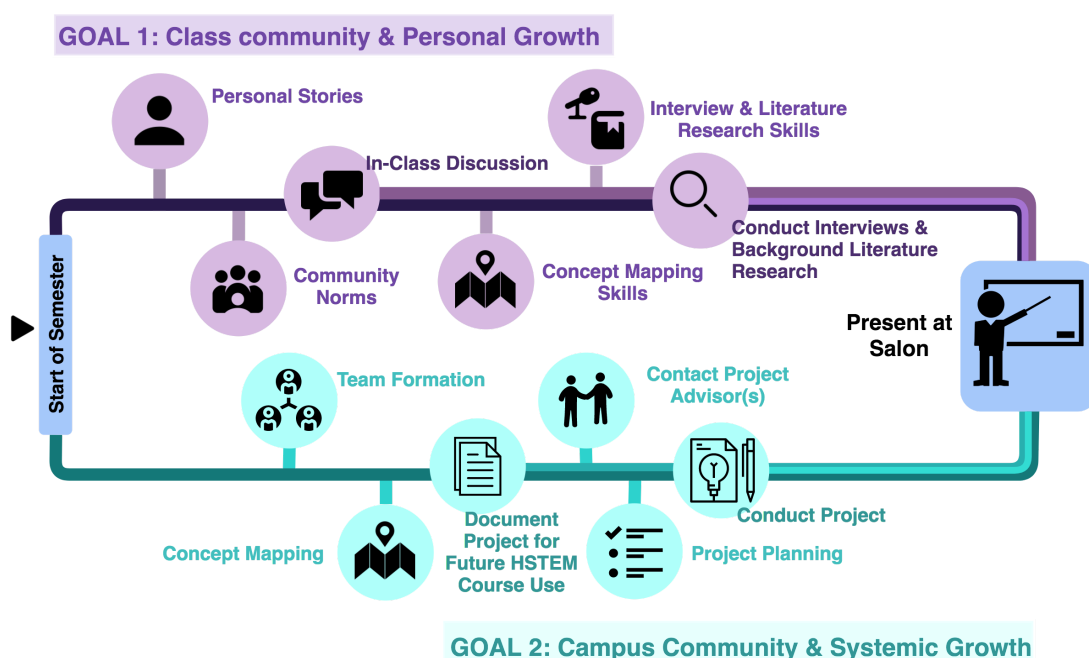 GOAL 1: Class community & Personal Growth
Personal Stories
Interview & Literature
Research Skills
In-Class Discussion
Conduct Interviews &
Background Literature
Research
Community
Norms
Concept Mapping
Skills
Start of Semester
Present at
Salon
Team Formation
Contact Project
Advisor(s)
Document
Project for
Future HSTEM
Course Use
Conduct Project
Concept Mapping
Project Planning
GOAL 2: Campus Community & Systemic Growth